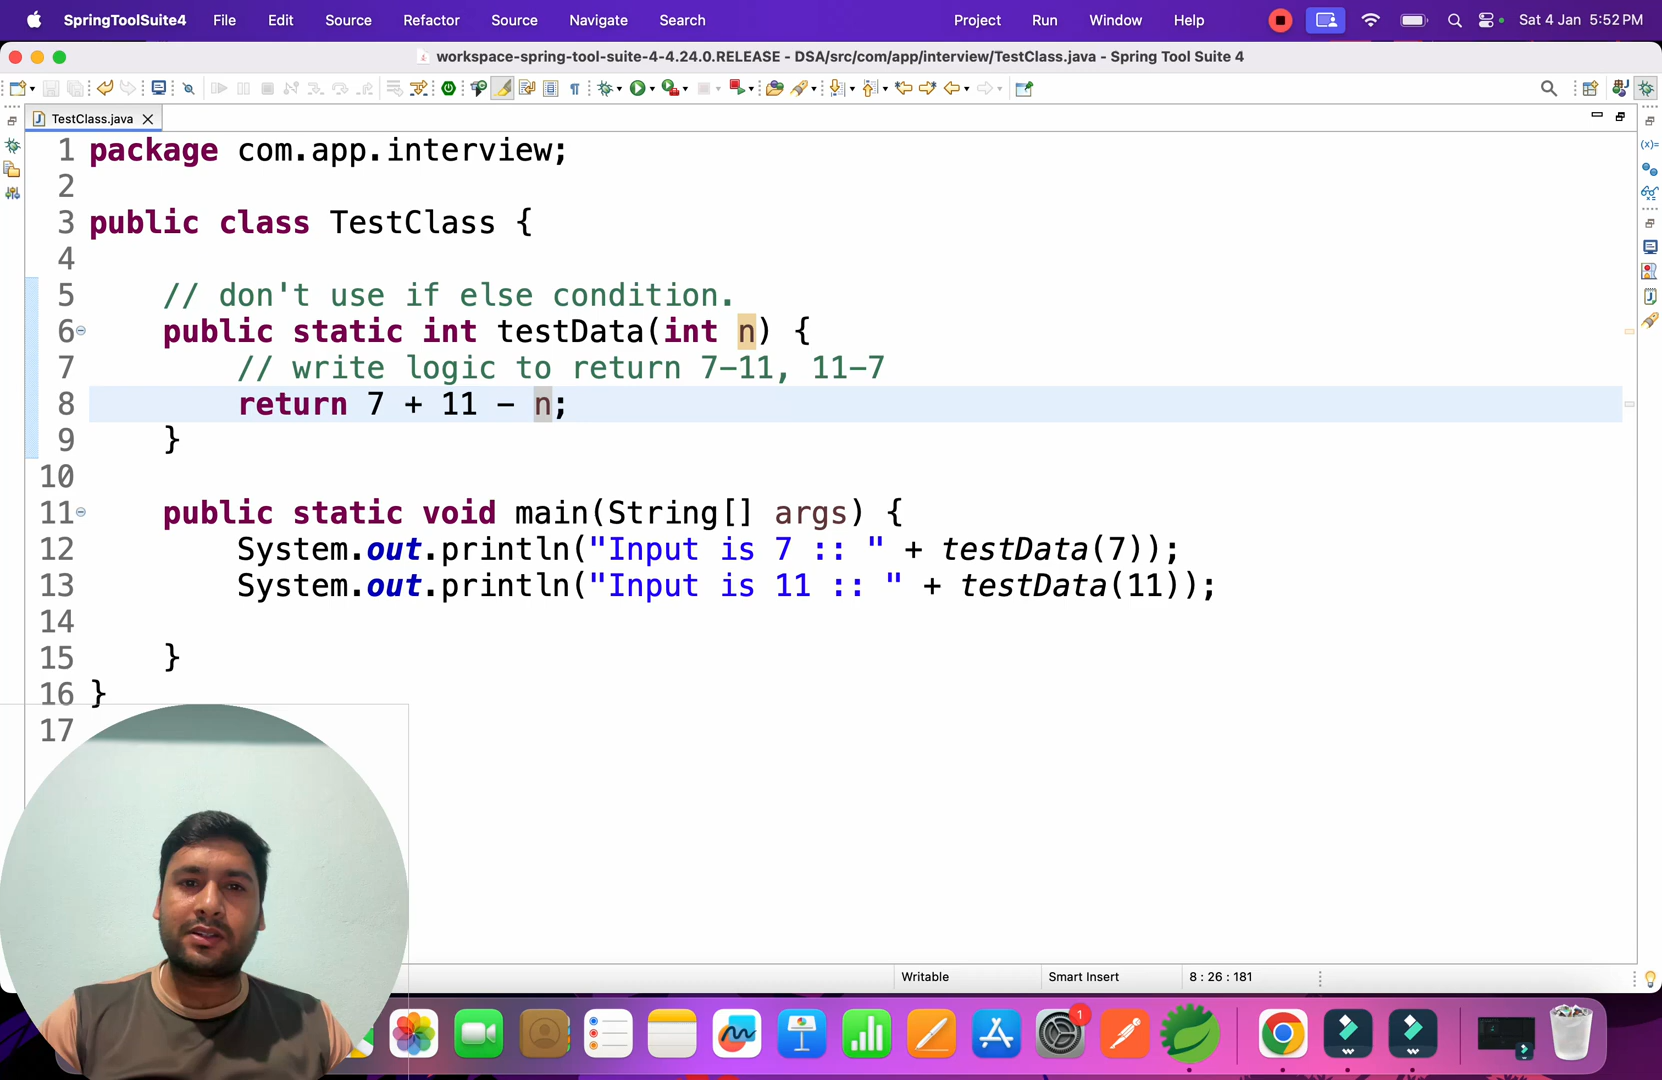 SpringToolSuite4 File Edit Source Refactor Source Navigate Search Project Run Window Help Sat 4 Jan 5:52 PM
workspace-spring-tool-suite-4-4.24.0.RELEASE - DSA/src/com/app/interview/TestClass.java - Spring Tool Suite 4
TestClass.java
1 package com.app.interview;
2
3 public class TestClass {
4
5 // don't use if else condition.
6 public static int testData(int n) {
7 // write logic to return 7-11, 11-7
8 return 7 + 11 - n;
9 }
10
11 public static void main(String[] args) {
12 System.out.println("Input is 7 :: " + testData(7));
13 System.out.println("Input is 11 :: " + testData(11));
14
15 }
16 }
17
Writable Smart Insert 8 : 26 : 181
1